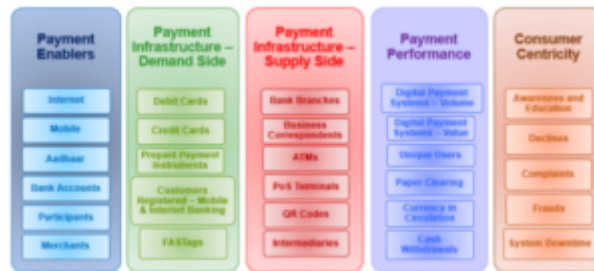 Payment
Enablers
Internet
Mobile
Aadhaar
Bank Accounts
Participants
Merchants
Payment
Infrastructure –
Demand Side
Debit Cards
Credit Cards
Prepaid Payment
Instruments
Customers
Registered – Mobile
& Internet Banking
FASTags
Payment
Infrastructure –
Supply Side
Bank Branches
Business
Correspondents
ATMs
PoS Terminals
QR Codes
Intermediaries
Payment
Performance
Digital Payment
Systems – Volume
Digital Payment
Systems – Value
Unique Users
Paper Clearing
Currency in
Circulation
Cash
Withdrawals
Consumer
Centricity
Awareness and
Education
Declines
Complaints
Frauds
System Downtime